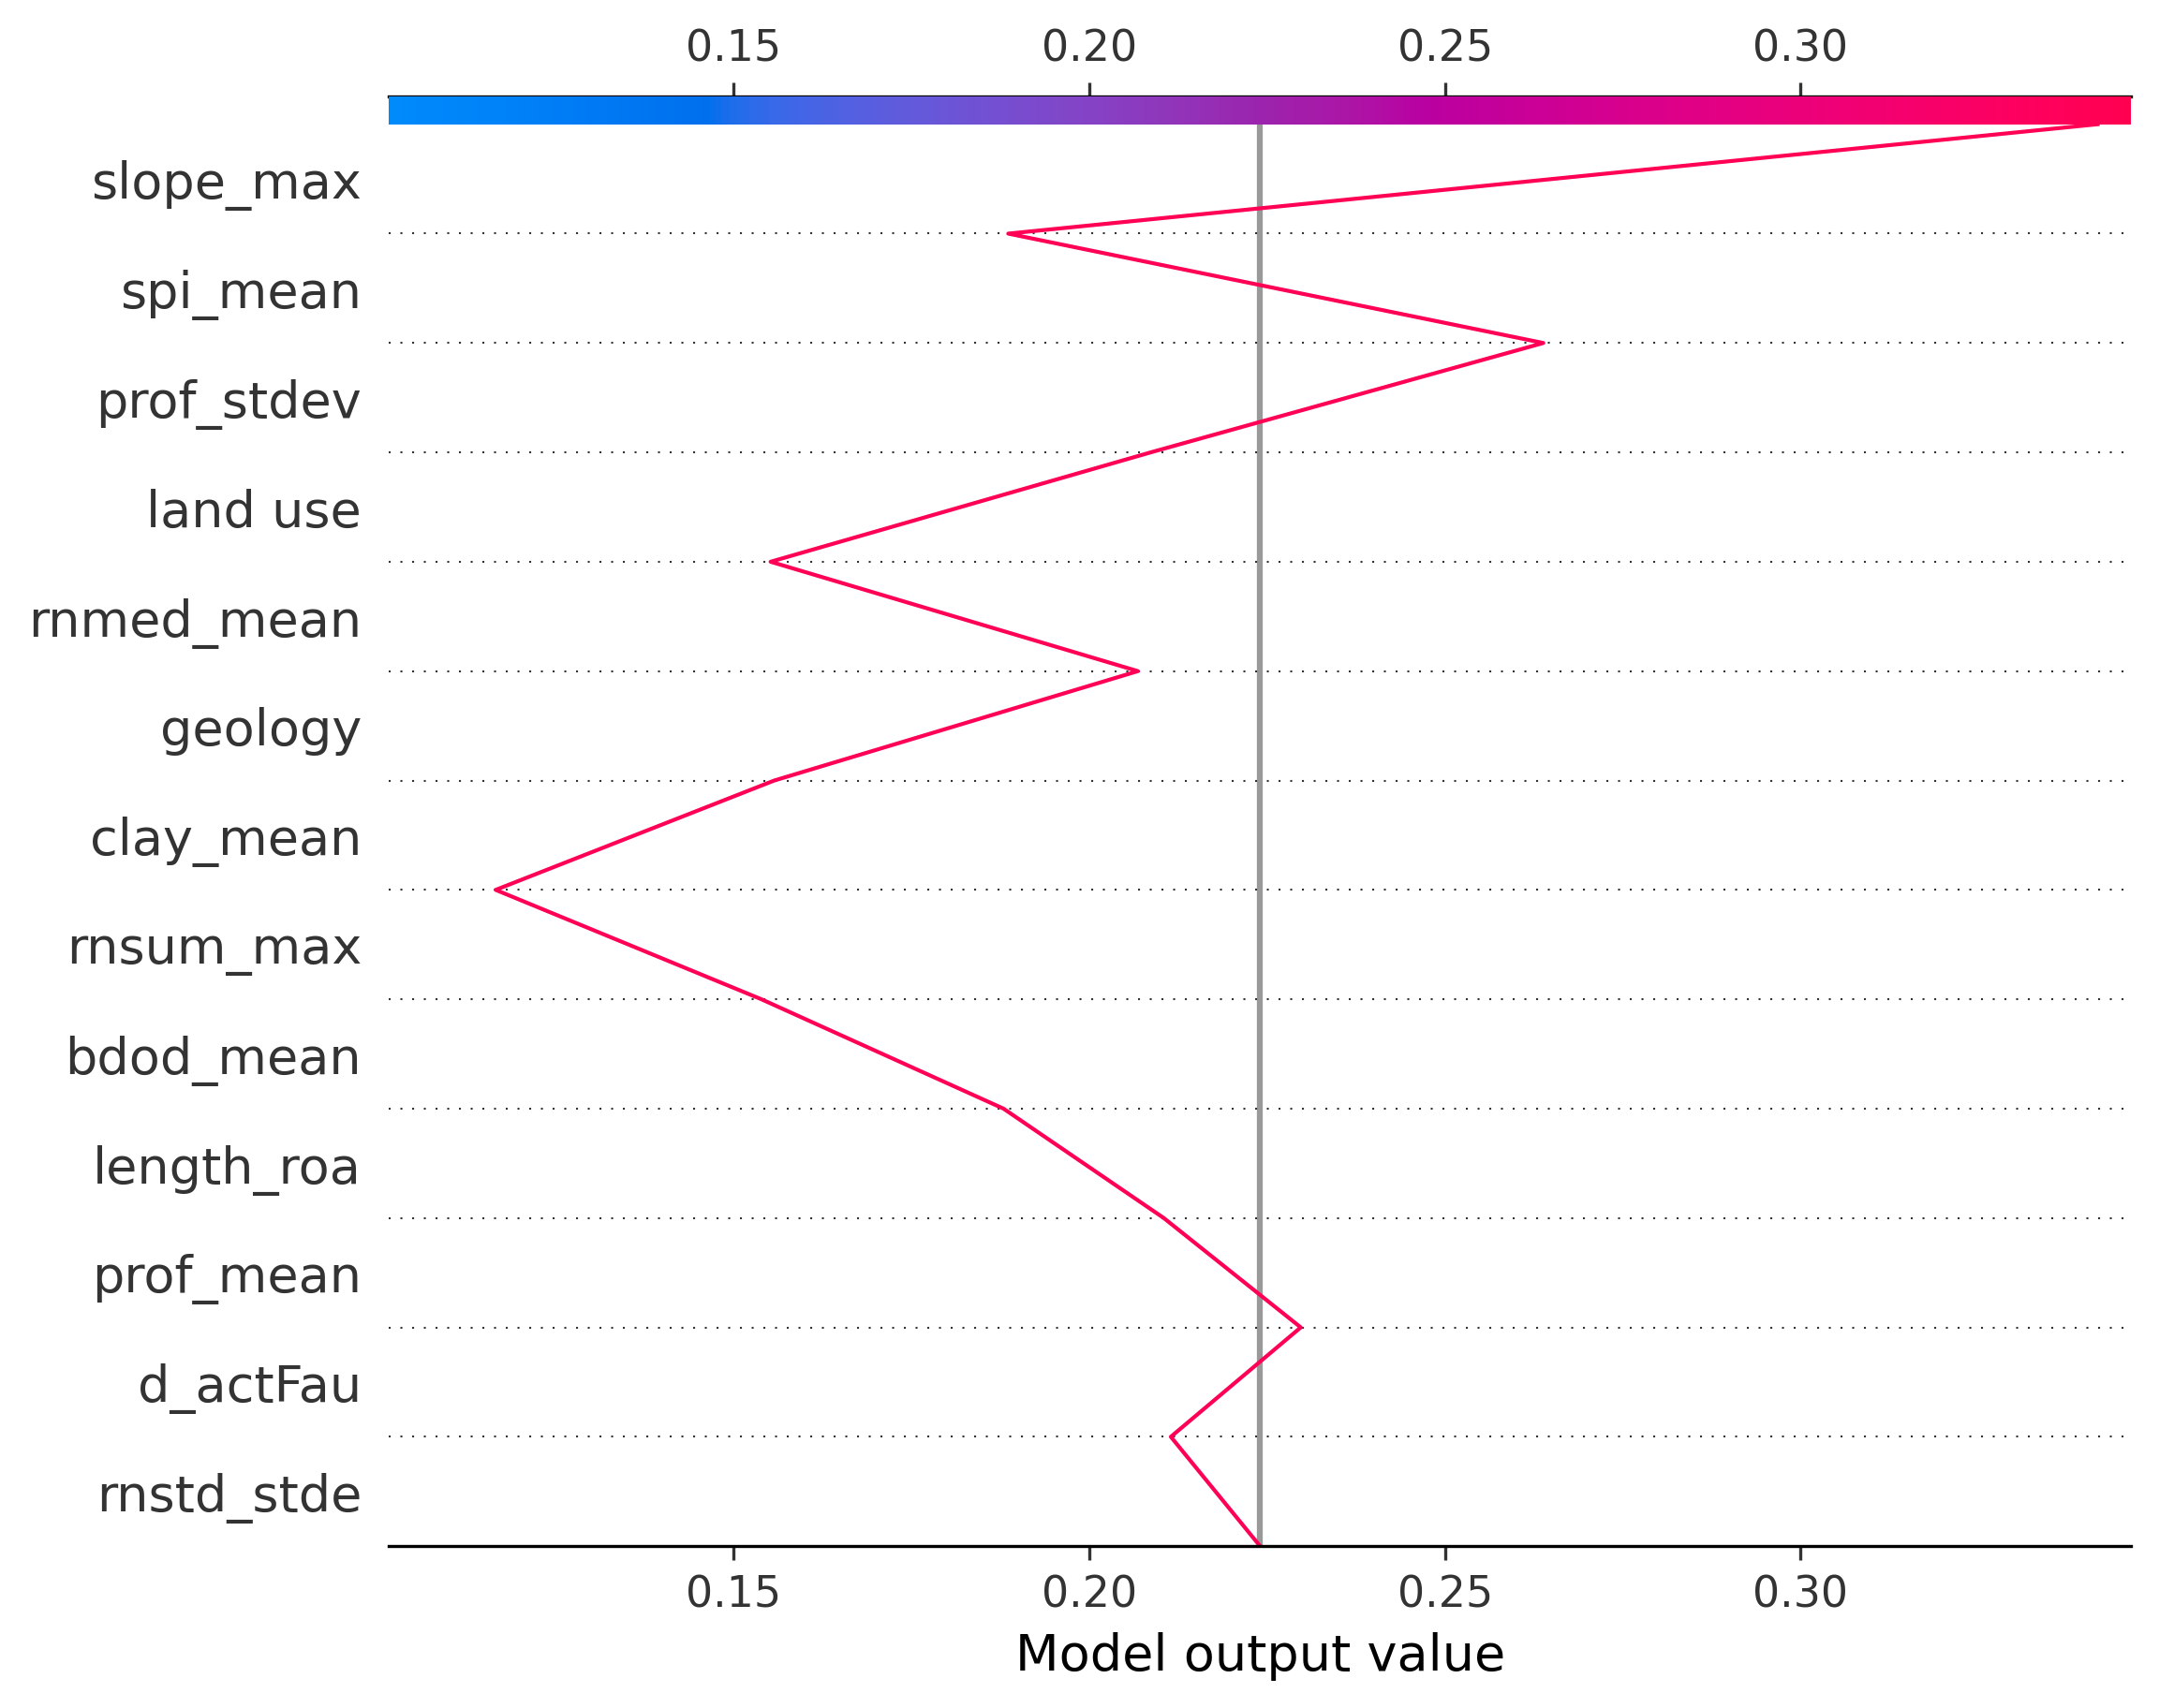 0.15 0.20 0.25 0.30
slope_max
spi_mean
prof_stdev
land use
rnmed_mean
geology
clay_mean
rnsum_max
bdod_mean
length_roa
prof_mean
d_actFau
rnstd_stde
0.15 0.20 0.25 0.30
Model output value